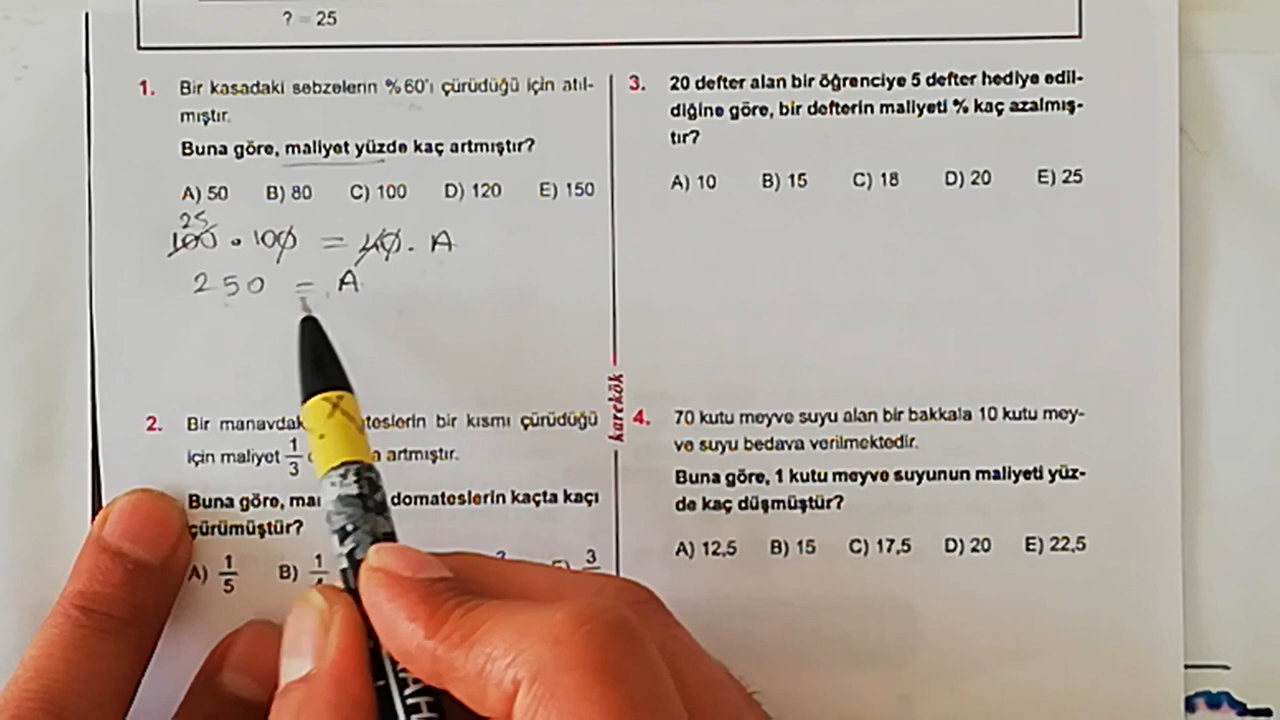 ? = 25
1. Bir kasadaki sebzelerin %60'ı çürüdüğü için atıl-
mıştır.
Buna göre, maliyet yüzde kaç artmıştır?
A) 50 B) 80 C) 100 D) 120 E) 150
25
100 . 100 = 40 . A
250 = A
2. Bir manavdak teslerin bir kısmı çürüdüğü
için maliyet 1/3 artmıştır.
Buna göre, domateslerin kaçta kaçı
çürümüştür?
A) 1/5 B) 1 3
3. 20 defter alan bir öğrenciye 5 defter hediye edil-
diğine göre, bir defterin maliyeti % kaç azalmış-
tır?
A) 10 B) 15 C) 18 D) 20 E) 25
karekök
4. 70 kutu meyve suyu alan bir bakkala 10 kutu mey-
ve suyu bedava verilmektedir.
Buna göre, 1 kutu meyve suyunun maliyeti yüz-
de kaç düşmüştür?
A) 12,5 B) 15 C) 17,5 D) 20 E) 22,5